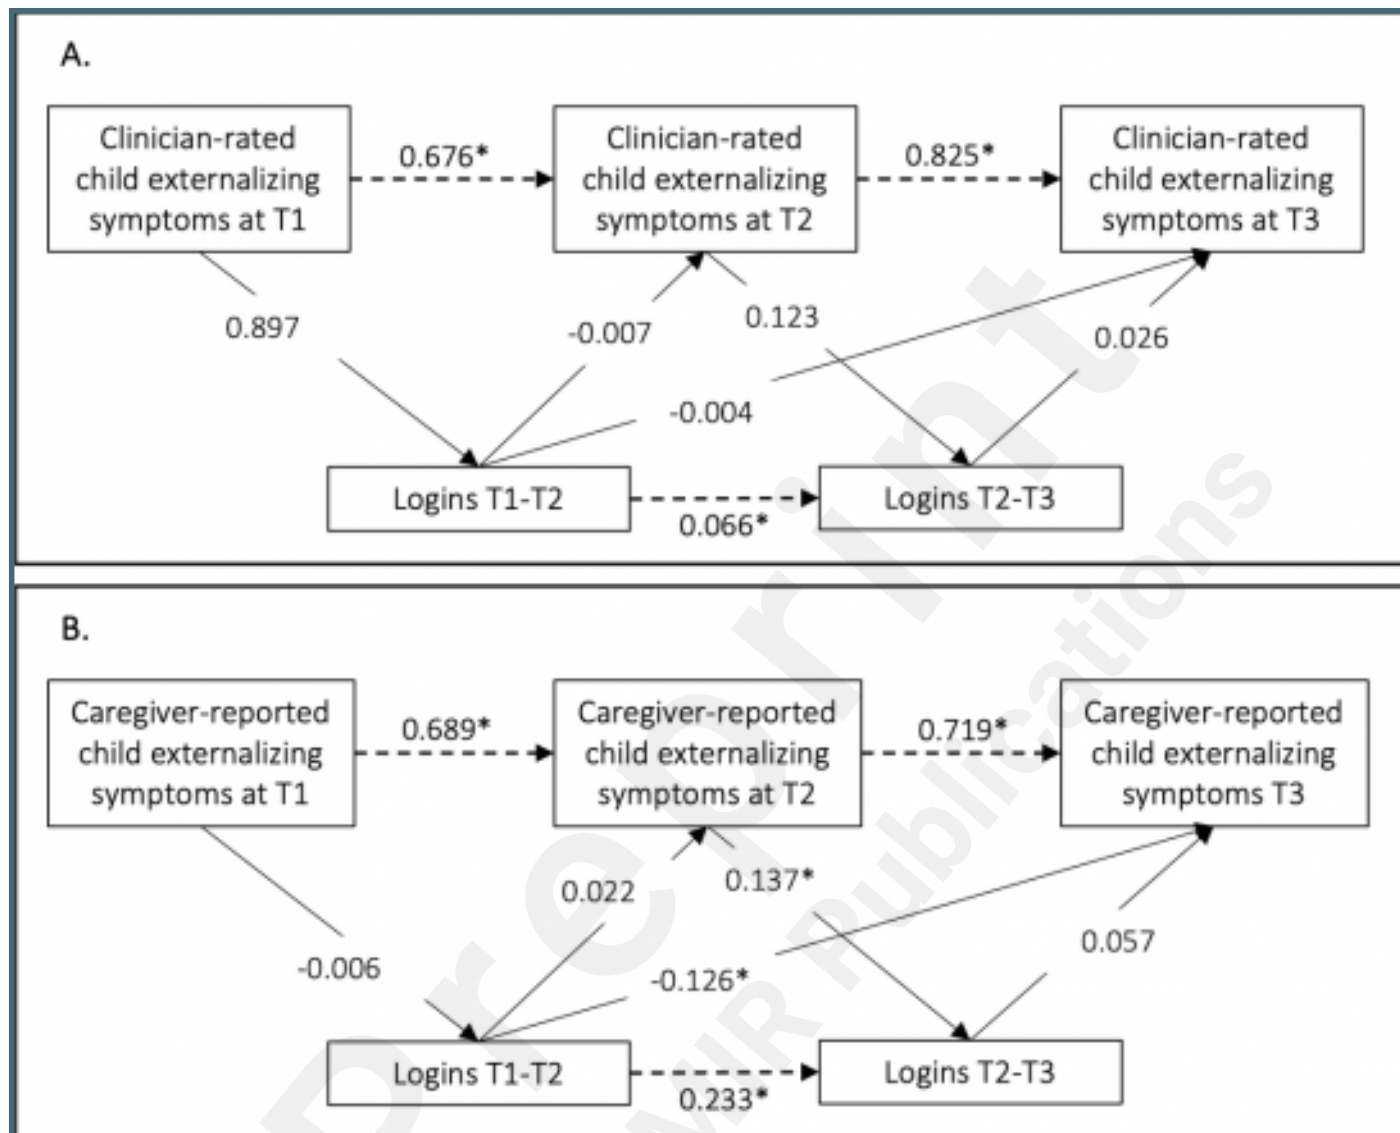 A.
Clinician-rated
child externalizing
symptoms at T1
0.676*
Clinician-rated
child externalizing
symptoms at T2
0.825*
Clinician-rated
child externalizing
symptoms at T3
0.897
-0.007
0.123
-0.004
0.026
Logins T1-T2
0.066*
Logins T2-T3
B.
Caregiver-reported
child externalizing
symptoms at T1
0.689*
Caregiver-reported
child externalizing
symptoms at T2
0.719*
Caregiver-reported
child externalizing
symptoms T3
-0.006
0.022
0.137*
-0.126*
0.057
Logins T1-T2
0.233*
Logins T2-T3
Preprint
MIR Publications